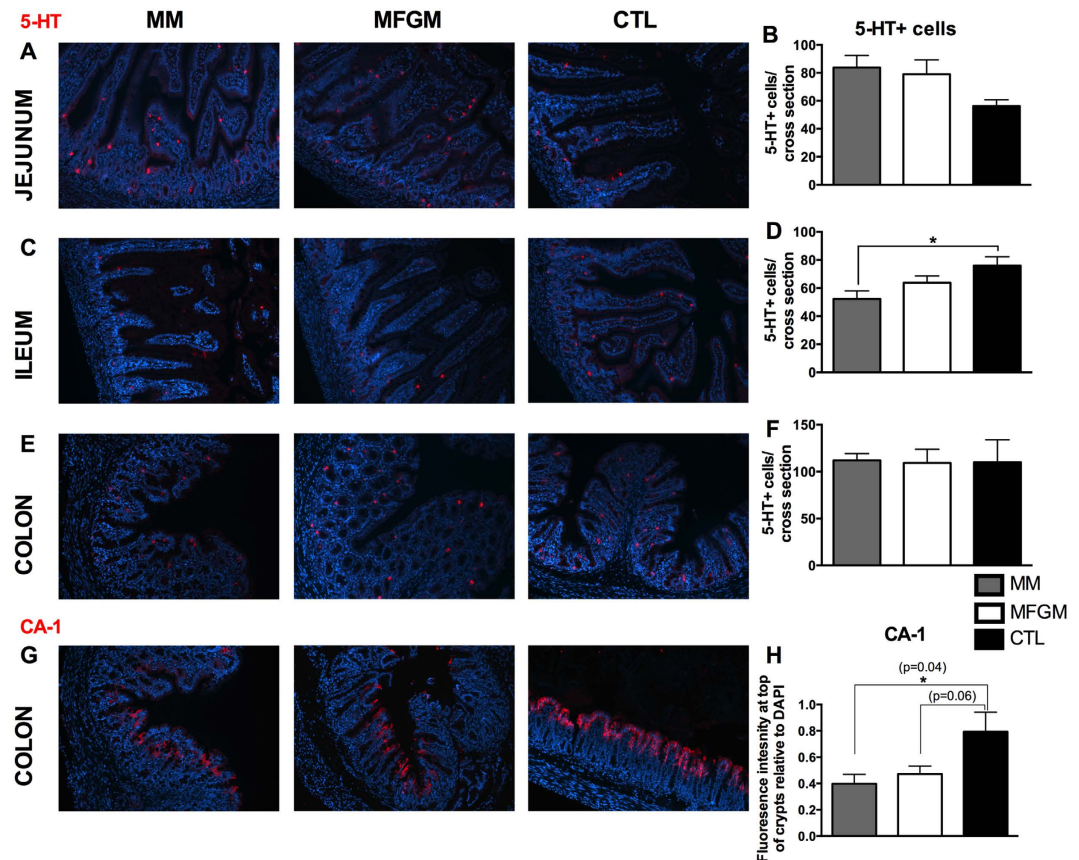 5-HT
MM
MFGM
CTL
A
JEJUNUM
B
5-HT+ cells
5-HT+ cells/
cross section
100
80
60
40
20
0
C
ILEUM
D
5-HT+ cells/
cross section
100
80
60
40
20
0
*
E
COLON
F
5-HT+ cells/
cross section
150
100
50
0
MM
MFGM
CTL
CA-1
G
COLON
H
CA-1
(p=0.04)
*
(p=0.06)
Fluoresence intesnity at top
of crypts relative to DAPI
1.0
0.8
0.6
0.4
0.2
0.0